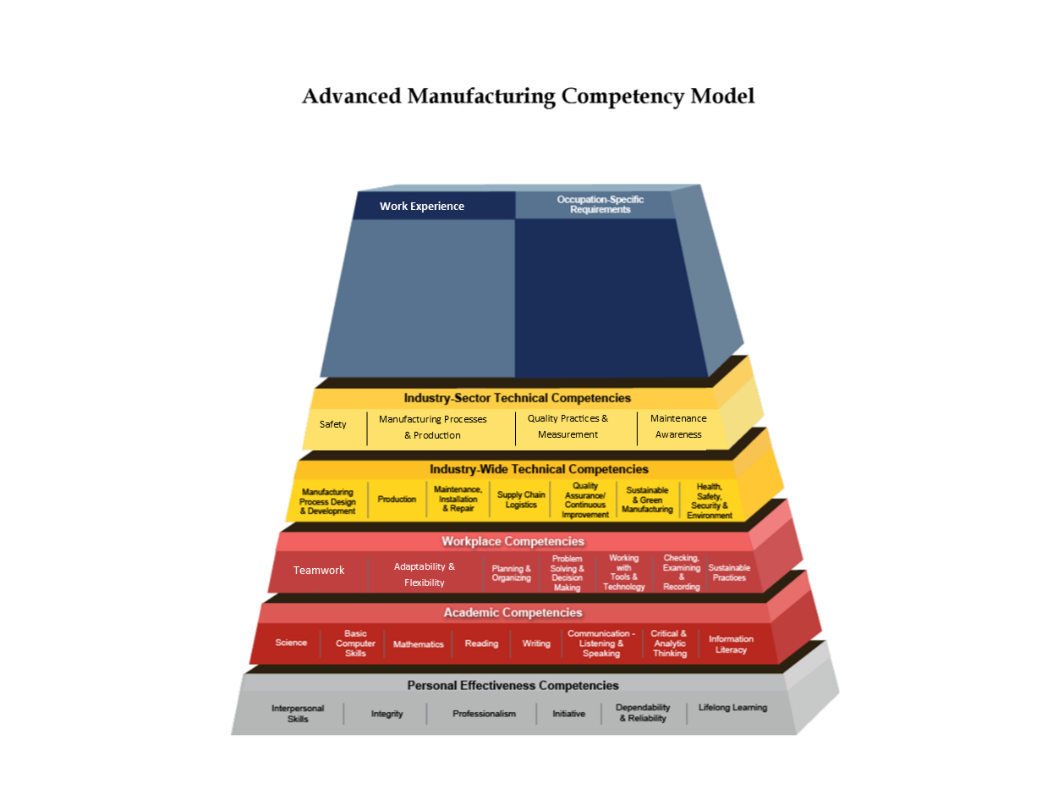 Advanced Manufacturing Competency Model
Work Experience
Occupation-Specific
Requirements
Industry-Sector Technical Competencies
Safety
Manufacturing Processes
& Production
Quality Practices &
Measurement
Maintenance
Awareness
Industry-Wide Technical Competencies
Manufacturing
Process Design
& Development
Production
Maintenance,
Installation
& Repair
Supply Chain
Logistics
Quality
Assurance/
Continuous
Improvement
Sustainable
& Green
Manufacturing
Health,
Safety,
Security &
Environment
Workplace Competencies
Teamwork
Adaptability &
Flexibility
Planning &
Organizing
Problem
Solving &
Decision
Making
Working
with
Tools &
Technology
Checking,
Examining
&
Recording
Sustainable
Practices
Academic Competencies
Science
Basic
Computer
Skills
Mathematics
Reading
Writing
Communication -
Listening &
Speaking
Critical &
Analytic
Thinking
Information
Literacy
Personal Effectiveness Competencies
Interpersonal
Skills
Integrity
Professionalism
Initiative
Dependability
& Reliability
Lifelong Learning